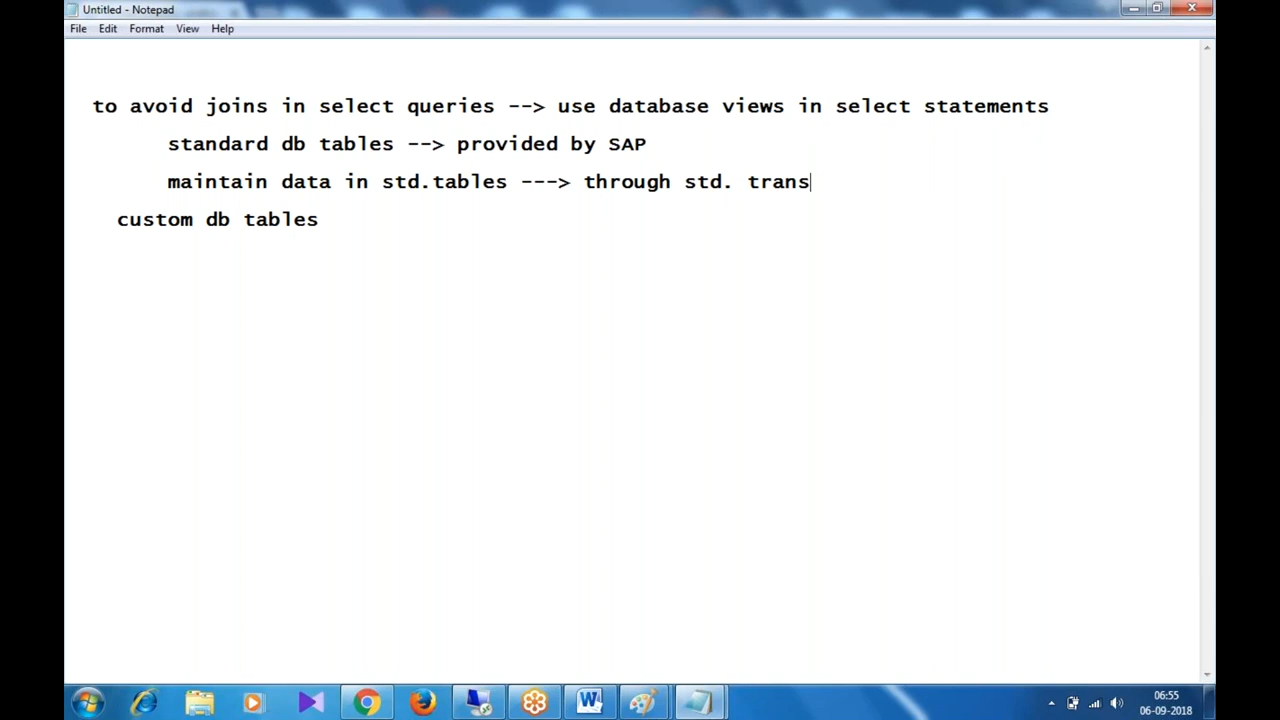 Untitled - Notepad
File Edit Format View Help
to avoid joins in select queries --> use database views in select statements
standard db tables --> provided by SAP
maintain data in std.tables ---> through std. trans
custom db tables
06:55
06-09-2018